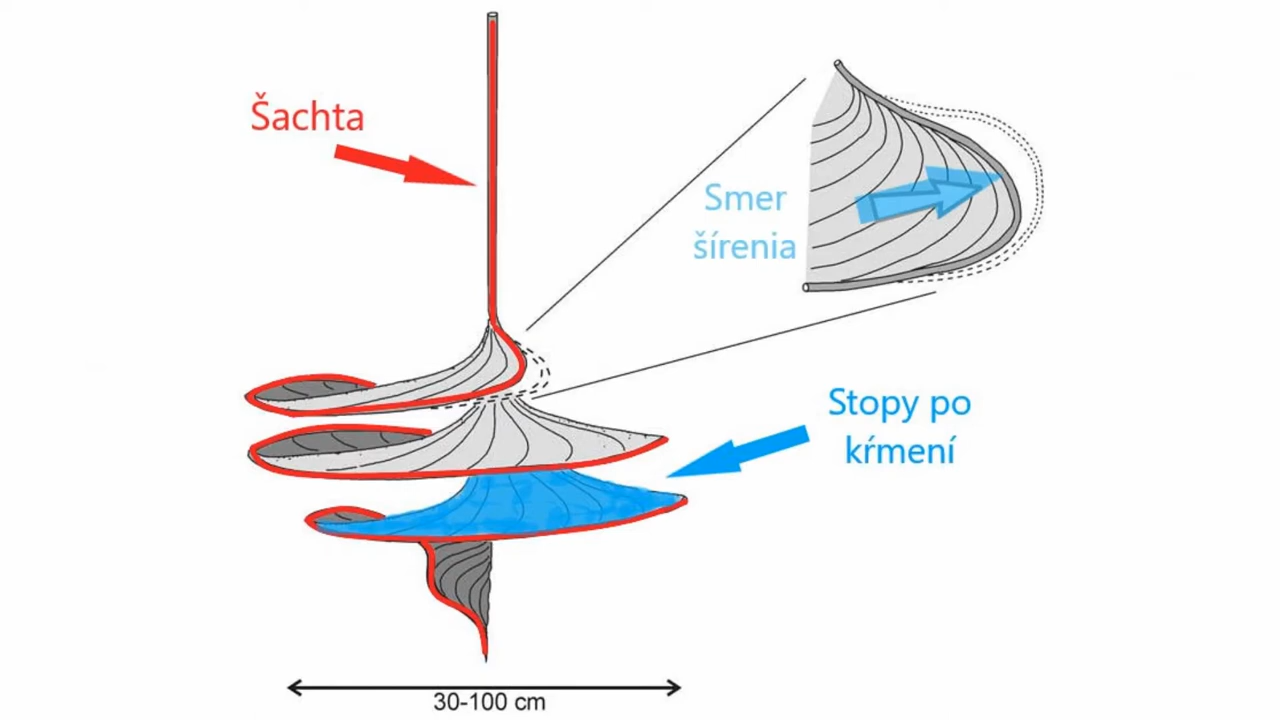 Šachta
Smer
šírenia
Stopy po
kŕmení
30-100 cm